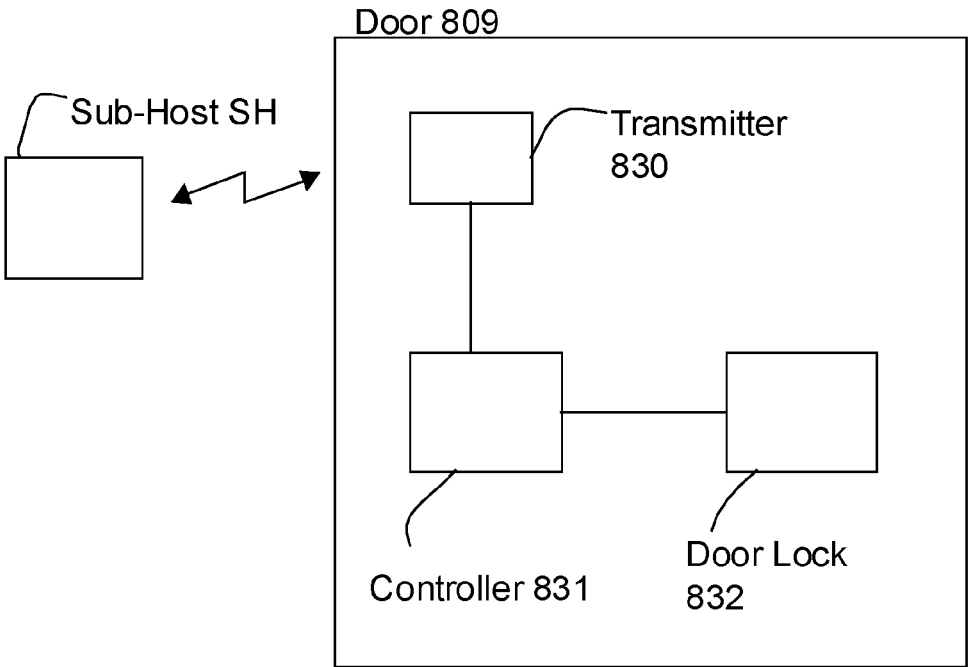 Door 809
Sub-Host SH
Transmitter
830
Controller 831
Door Lock
832